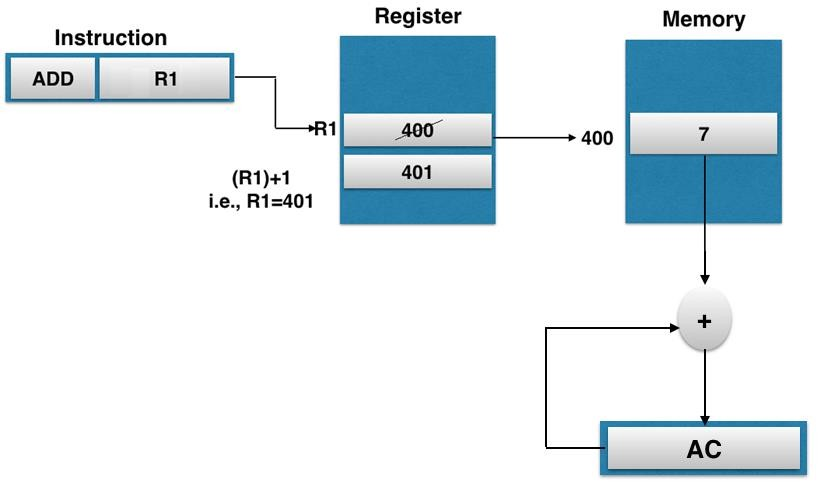 Instruction
ADD R1
Register
R1 400
401
(R1)+1
i.e., R1=401
Memory
400 7
+
AC